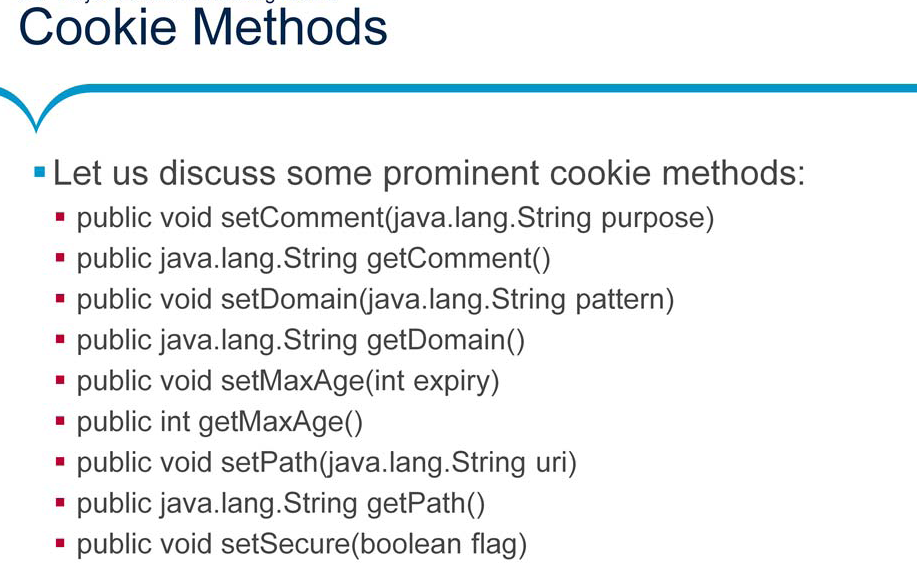 Cookie Methods
Let us discuss some prominent cookie methods:
public void setComment(java.lang.String purpose)
public java.lang.String getComment()
public void setDomain(java.lang.String pattern)
public java.lang.String getDomain()
public void setMaxAge(int expiry)
public int getMaxAge()
public void setPath(java.lang.String uri)
public java.lang.String getPath()
public void setSecure(boolean flag)